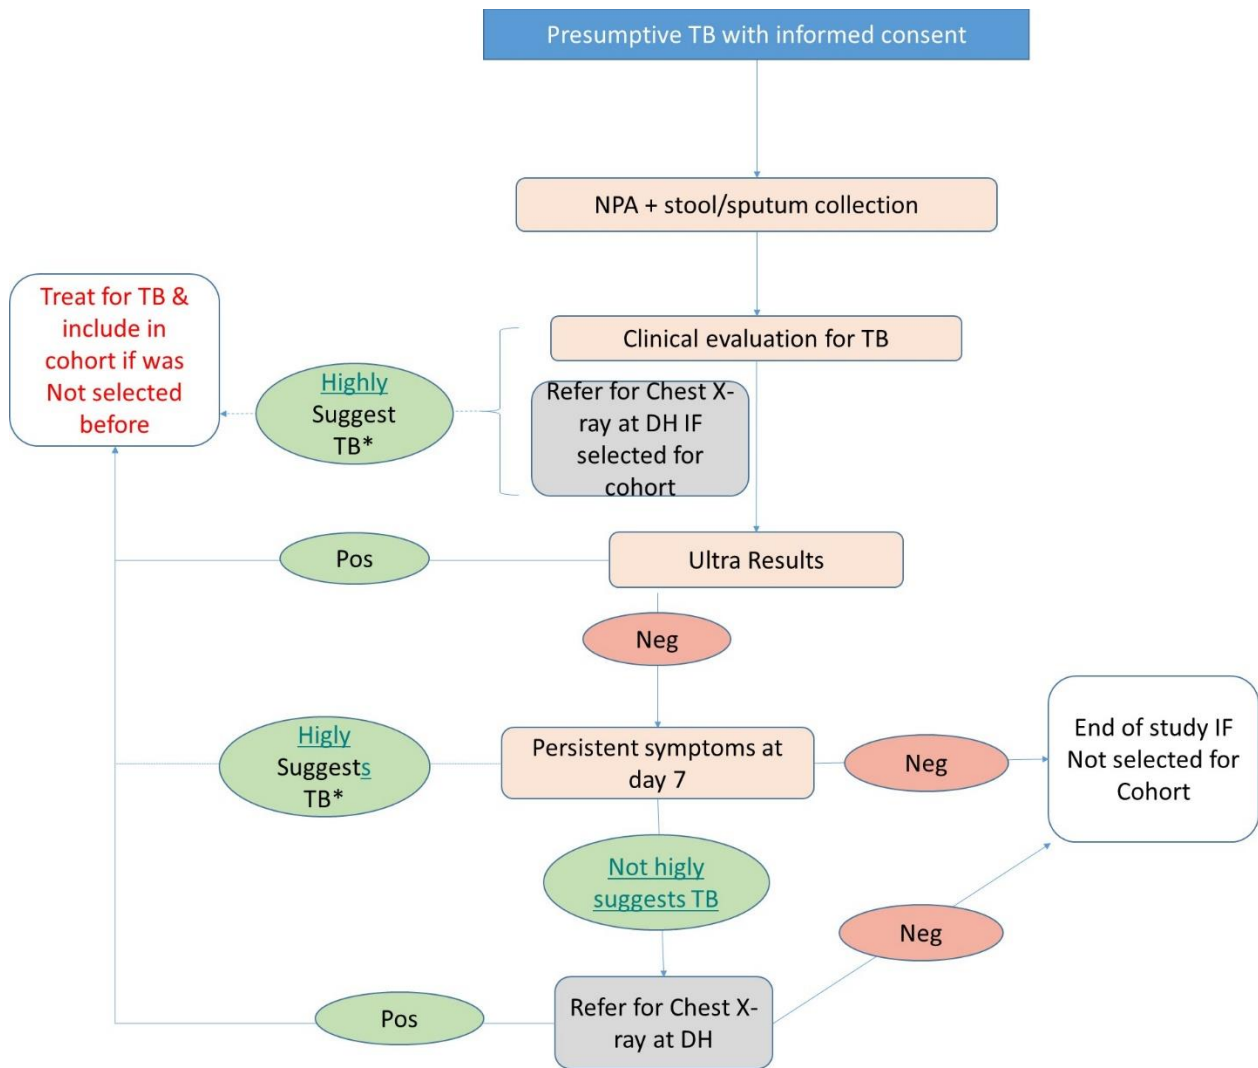 Presumptive TB with informed consent
NPA + stool/sputum collection
Treat for TB &
include in
cohort if was
Not selected
before
Highly
Suggest
TB*
Clinical evaluation for TB
Refer for Chest X-
ray at DH IF
selected for
cohort
Pos
Ultra Results
Neg
Higly
Suggests
TB*
Persistent symptoms at
day 7
Neg
End of study IF
Not selected for
Cohort
Not higly
suggests TB
Neg
Pos
Refer for Chest X-
ray at DH